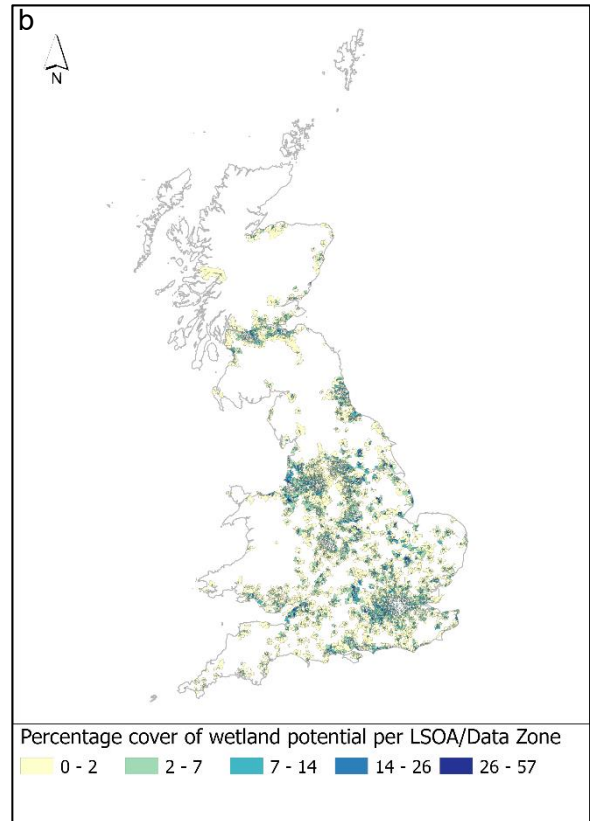 b
N
Percentage cover of wetland potential per LSOA/Data Zone
0 - 2 2 - 7 7 - 14 14 - 26 26 - 57